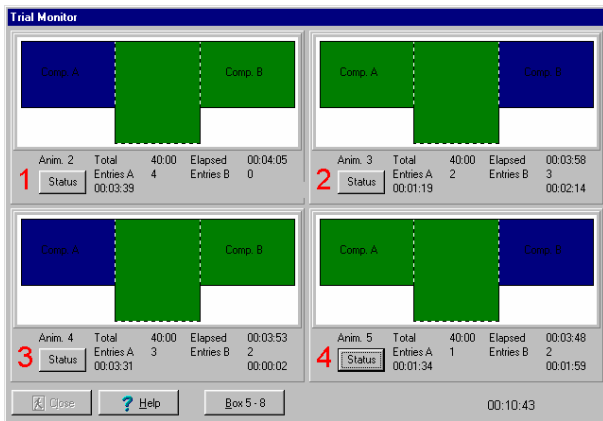 Trial Monitor
Comp. A Comp. B
Comp. A Comp. B
1 Anim. 2 Total 40:00 Elapsed 00:04:05
Status Entries A 4 Entries B 0
00:03:39
2 Anim. 3 Total 40:00 Elapsed 00:03:58
Status Entries A 2 Entries B 3
00:01:19 00:02:14
Comp. A Comp. B
Comp. A Comp. B
3 Anim. 4 Total 40:00 Elapsed 00:03:53
Status Entries A 3 Entries B 2
00:03:31 00:00:02
4 Anim. 5 Total 40:00 Elapsed 00:03:48
Status Entries A 1 Entries B 2
00:01:34 00:01:59
Close Help Box 5 - 8 00:10:43